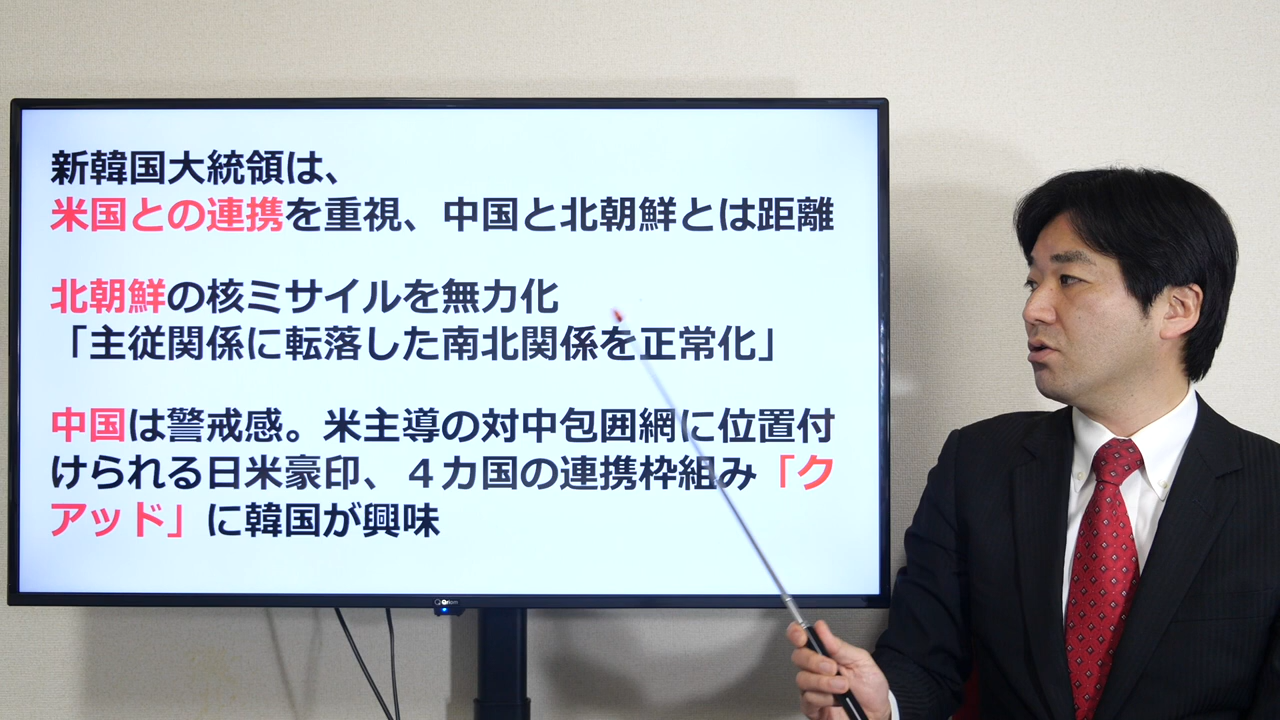 新韓国大統領は、
米国との連携を重視、中国と北朝鮮とは距離
北朝鮮の核ミサイルを無力化
「主従関係に転落した南北関係を正常化」
中国は警戒感。米主導の対中包囲網に位置付
けられる日米豪印、４カ国の連携枠組み「ク
アッド」に韓国が興味